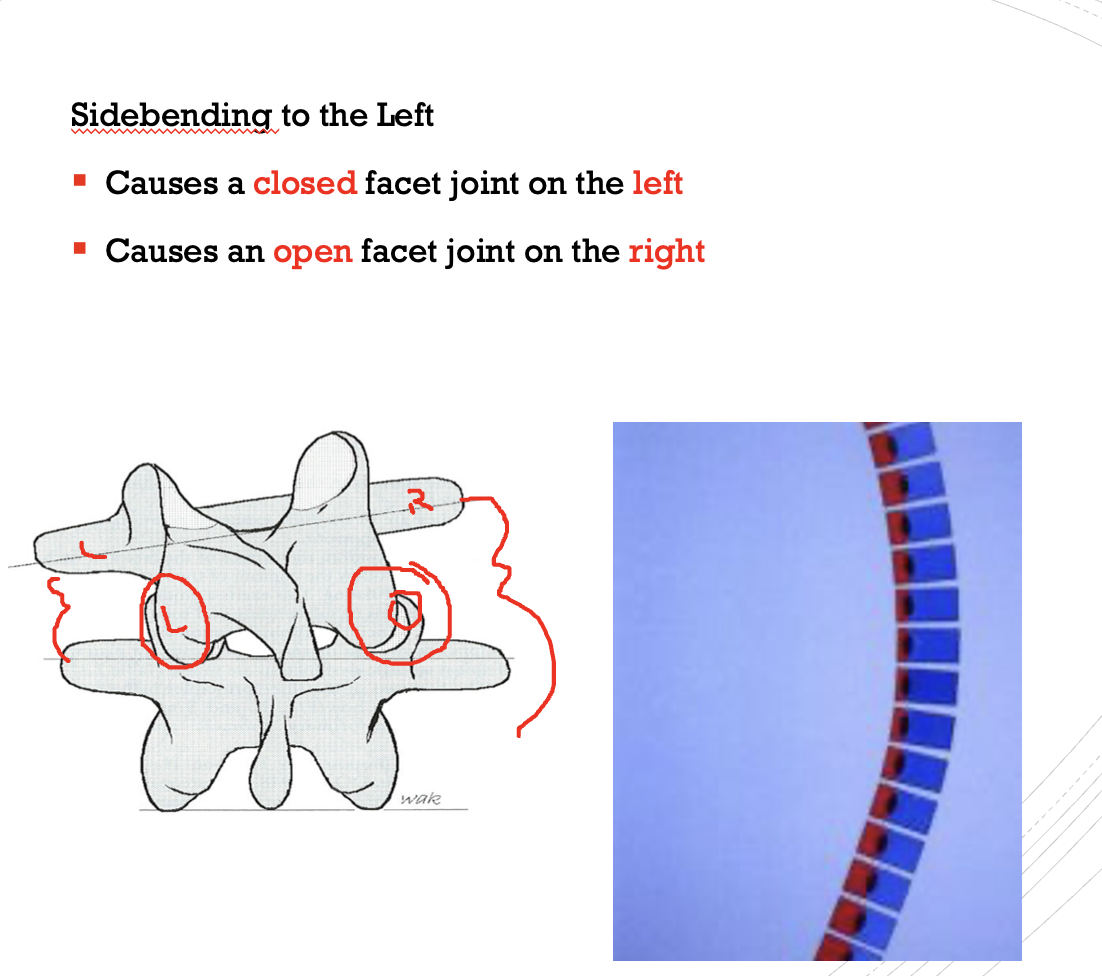 Sidebending to the Left
▪ Causes a closed facet joint on the left
▪ Causes an open facet joint on the right
R
L
L
wak